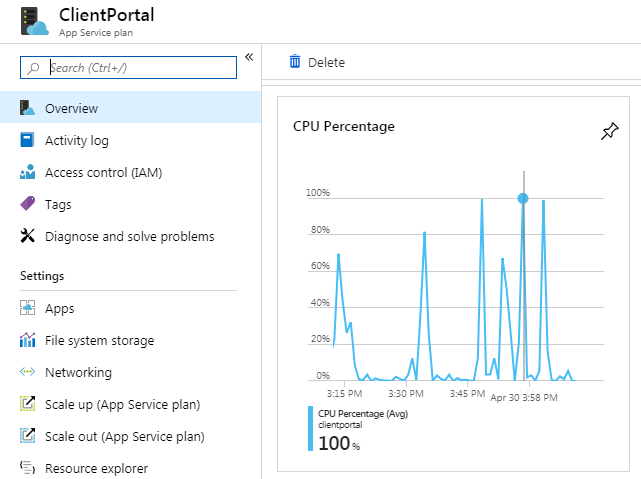 ClientPortal
App Service plan
Search (Ctrl+/)
«
Delete
Overview
Activity log
Access control (IAM)
Tags
Diagnose and solve problems
Settings
Apps
File system storage
Networking
Scale up (App Service plan)
Scale out (App Service plan)
Resource explorer
CPU Percentage
100%
80%
60%
40%
20%
0%
3:15 PM
3:30 PM
3:45 PM
Apr 30 3:58 PM
CPU Percentage (Avg)
clientportal
100 %